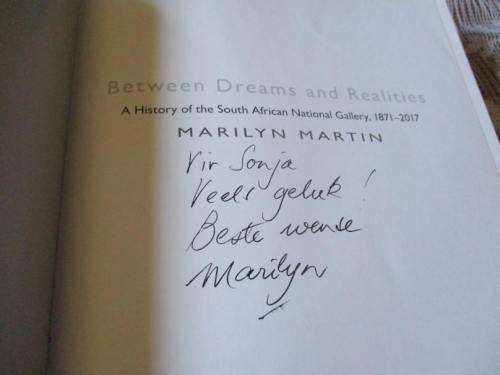 Between Dreams and Realities
A History of the South African National Gallery, 1871–2017
MARILYN MARTIN
Vir Sonja
Veels geluk!
Beste wense
Marilyn